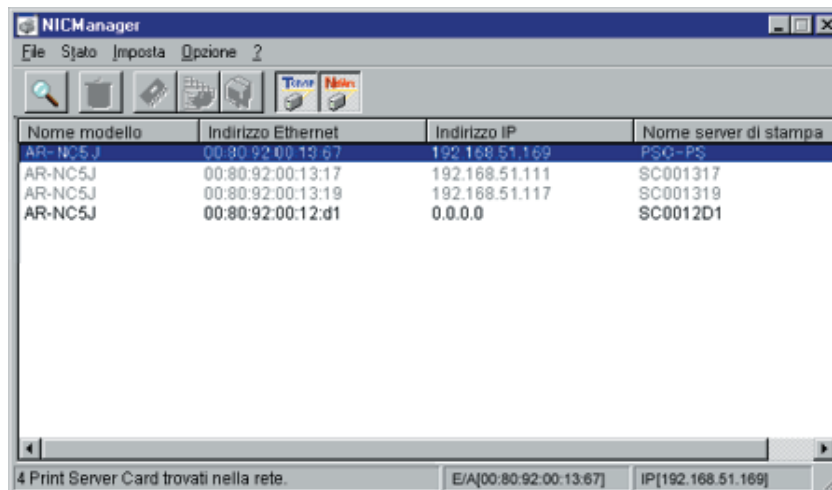 NICManager
File Stato Imposta Opzione ?
Nome modello Indirizzo Ethernet Indirizzo IP Nome server di stampa
AR-NC5J 00:80:92:00:13:67 192.168.51.169 PSC-PS
AR-NC5J 00:80:92:00:13:17 192.168.51.111 SC001317
AR-NC5J 00:80:92:00:13:19 192.168.51.117 SC001319
AR-NC5J 00:80:92:00:12:d1 0.0.0.0 SC0012D1
4 Print Server Card trovati nella rete. E/A[00:80:92:00:13:67] IP[192.168.51.169]